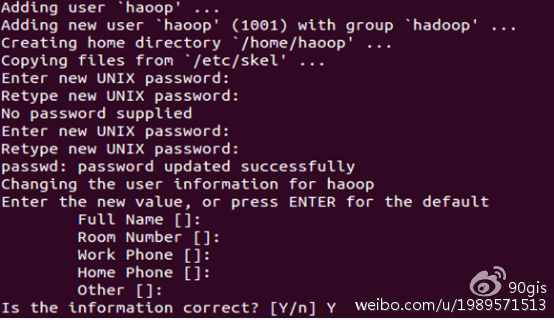 Adding user `haoop' ...
Adding new user `haoop' (1001) with group `hadoop' ...
Creating home directory `/home/haoop' ...
Copying files from `/etc/skel' ...
Enter new UNIX password:
Retype new UNIX password:
No password supplied
Enter new UNIX password:
Retype new UNIX password:
passwd: password updated successfully
Changing the user information for haoop
Enter the new value, or press ENTER for the default
Full Name []:
Room Number []:
Work Phone []:
Home Phone []:
Other []:
Is the information correct? [Y/n] Y
90gis
weibo.com/u/1989571513